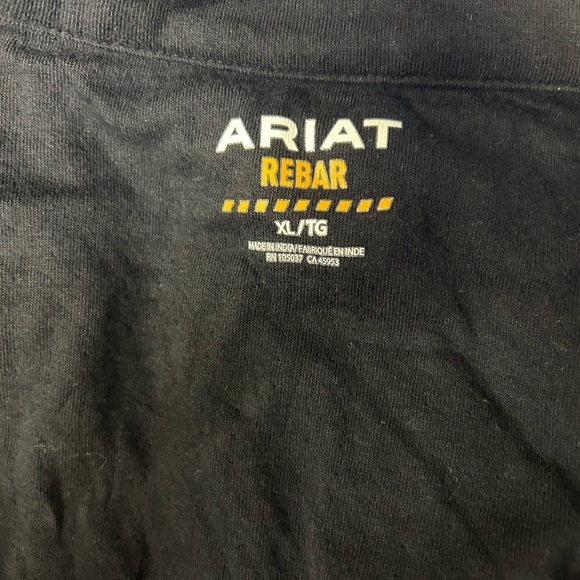 ARIAT
REBAR
XL/TG
MADE IN INDIA/FABRIQUÉ EN INDE
RN 105037 CA 45953